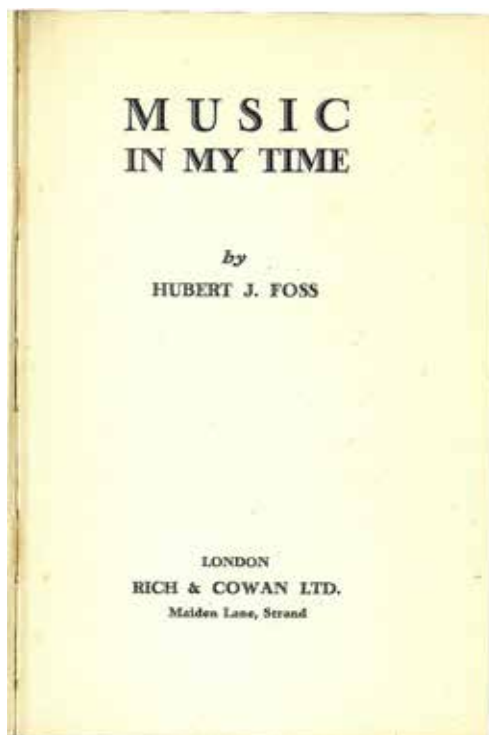 MUSIC
IN MY TIME
by
HUBERT J. FOSS
LONDON
RICH & COWAN LTD.
Maiden Lane, Strand